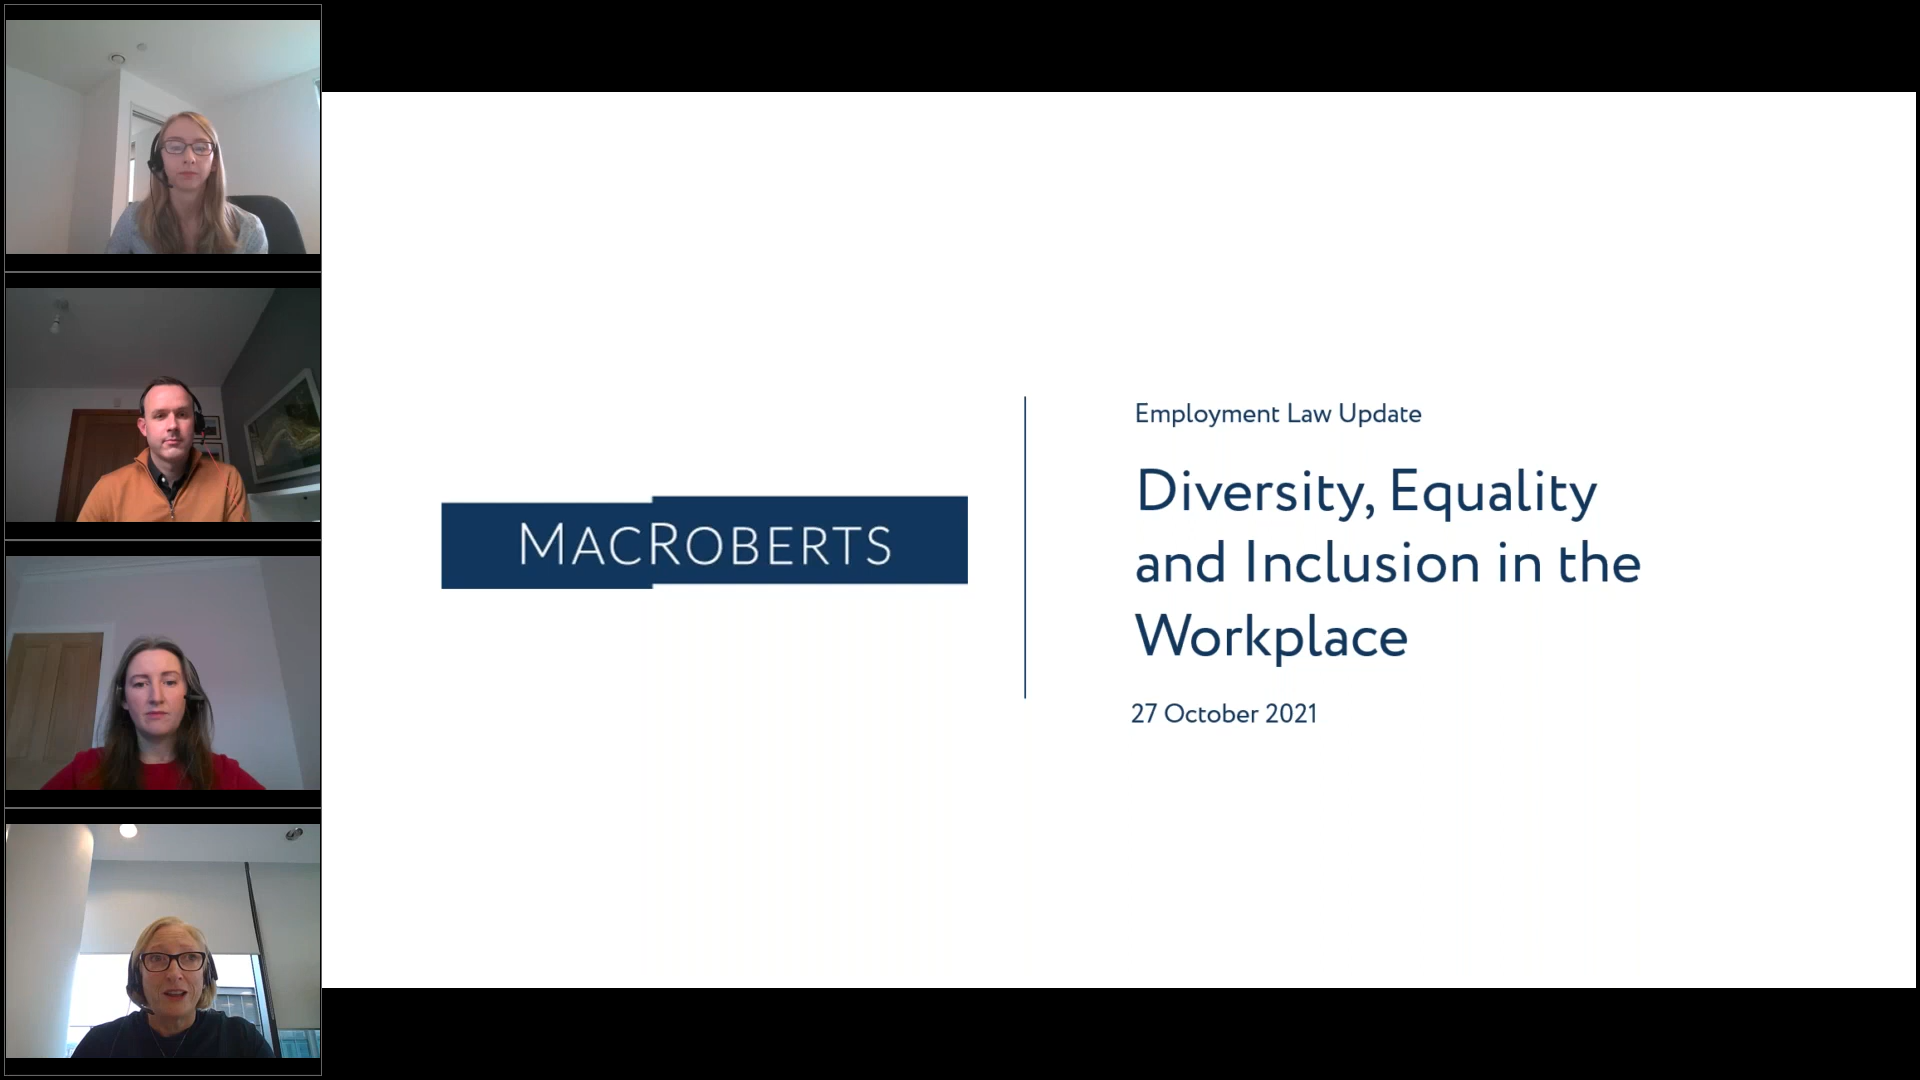 MACROBERTS
Employment Law Update
Diversity, Equality
and Inclusion in the
Workplace
27 October 2021